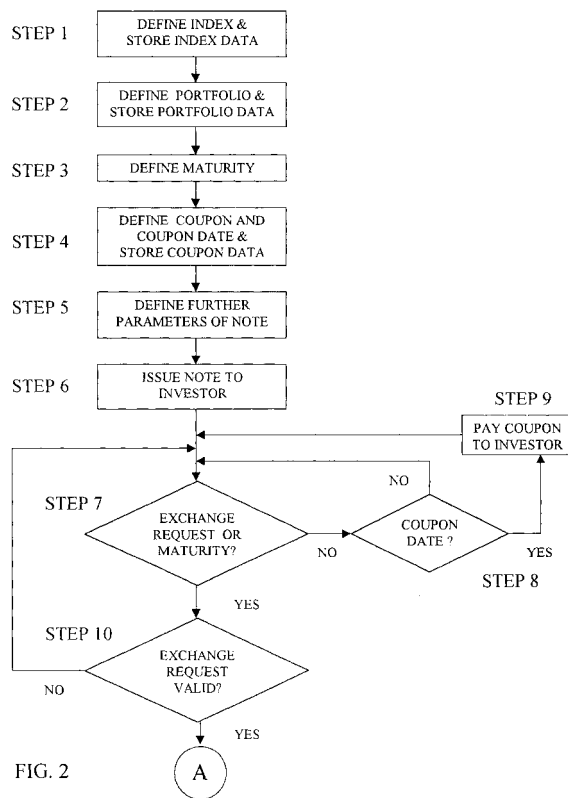 STEP 1
DEFINE INDEX &
STORE INDEX DATA
STEP 2
DEFINE PORTFOLIO &
STORE PORTFOLIO DATA
STEP 3
DEFINE MATURITY
STEP 4
DEFINE COUPON AND
COUPON DATE &
STORE COUPON DATA
STEP 5
DEFINE FURTHER
PARAMETERS OF NOTE
STEP 6
ISSUE NOTE TO
INVESTOR
STEP 9
PAY COUPON
TO INVESTOR
STEP 7
EXCHANGE
REQUEST OR
MATURITY?
NO
NO
COUPON
DATE ?
YES
STEP 8
YES
STEP 10
EXCHANGE
REQUEST
VALID?
NO
YES
A
FIG. 2